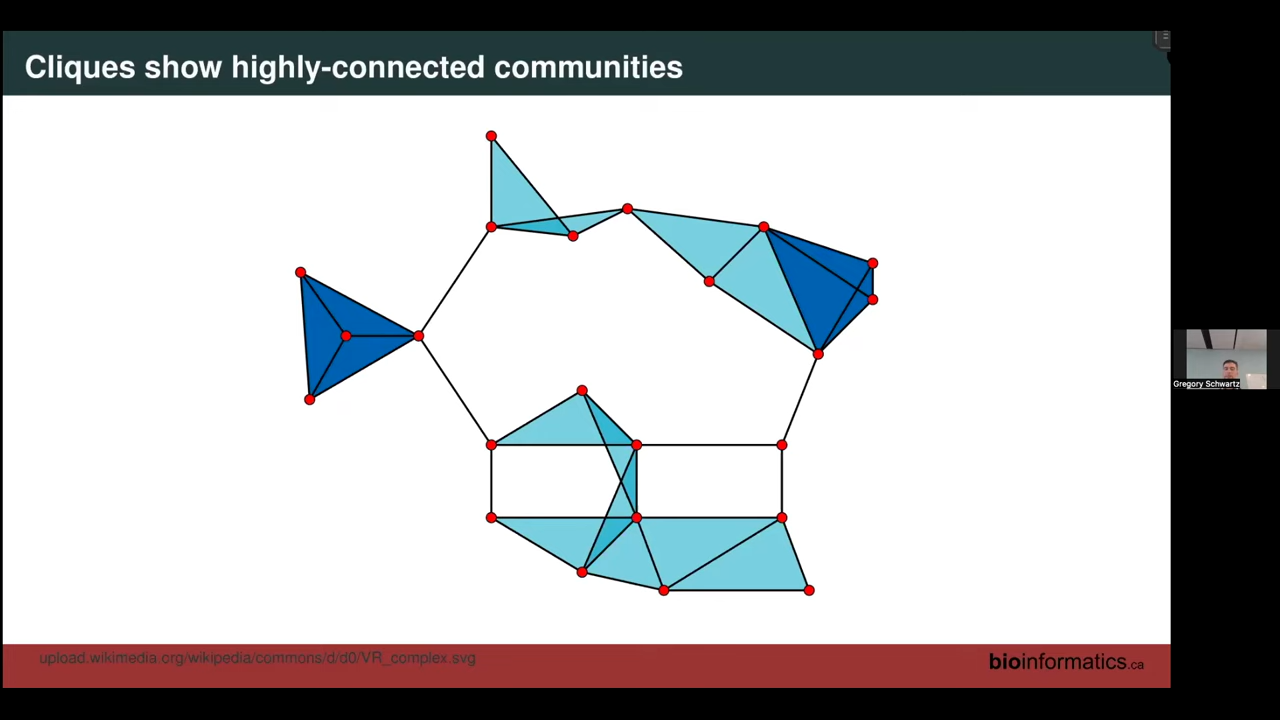 Cliques show highly-connected communities
Gregory Schwartz
upload.wikimedia.org/wikipedia/commons/d/d0/VR_complex.svg
bioinformatics.ca